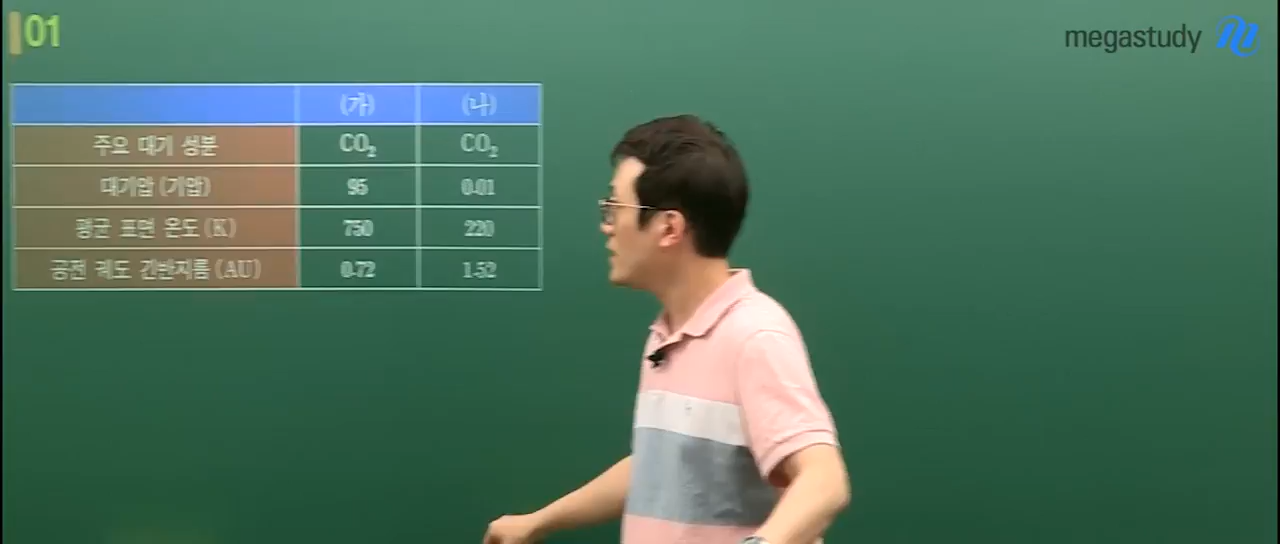 01
megastudy
(가) (나)
주요 대기 성분 CO₂ CO₂
대기압(기압) 95 0.01
평균 표면 온도(K) 750 220
공전 궤도 긴반지름(AU) 0.72 1.52